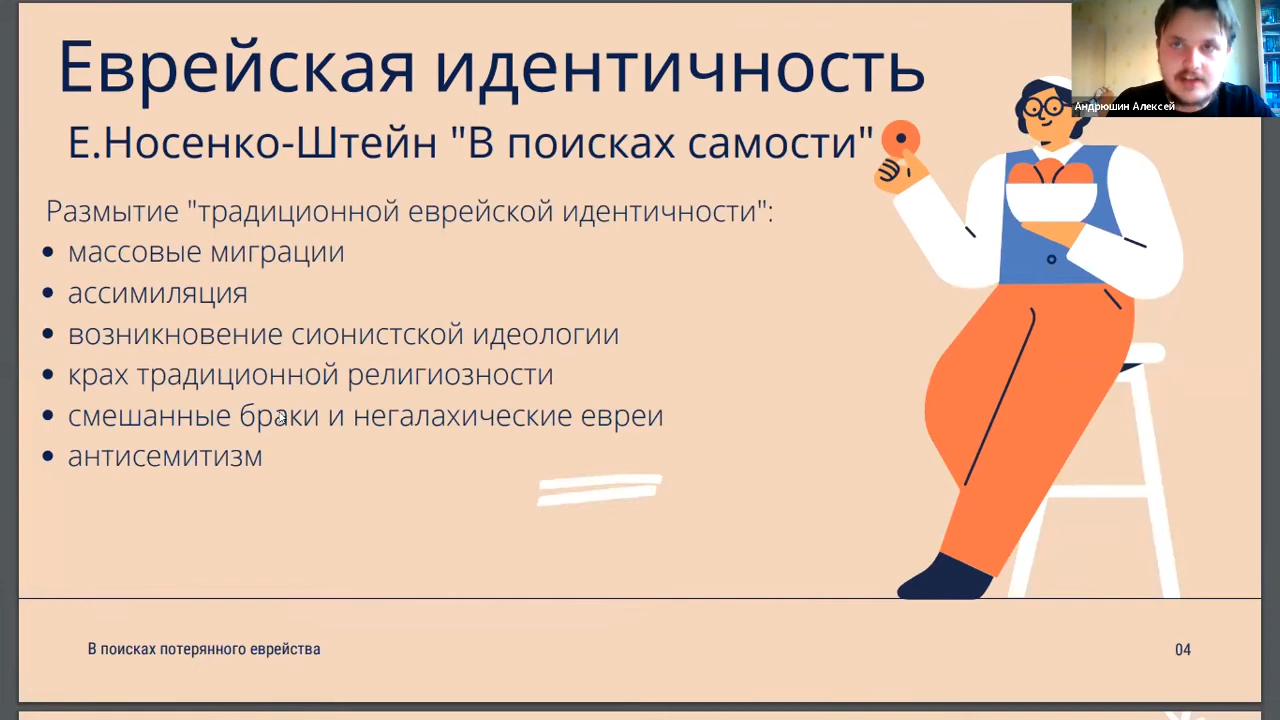 Еврейская идентичность
Е.Носенко-Штейн "В поисках самости"
Андрюшин Алексей
Размытие "традиционной еврейской идентичности":
• массовые миграции
• ассимиляция
• возникновение сионистской идеологии
• крах традиционной религиозности
• смешанные браки и негалахические евреи
• антисемитизм
В поисках потерянного еврейства
04